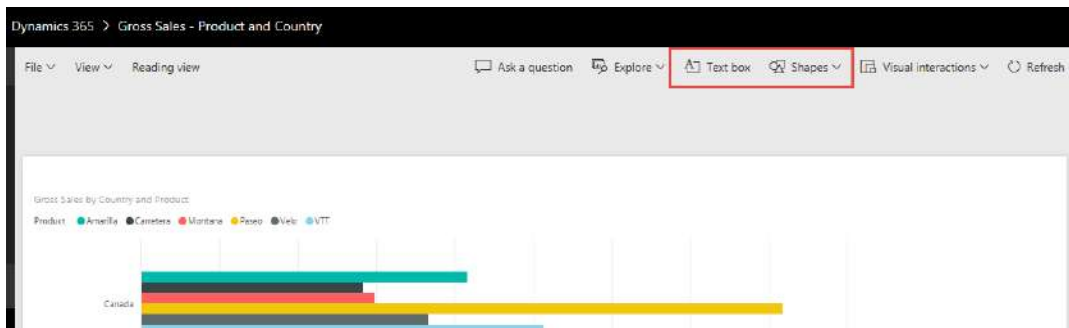 Dynamics 365 > Gross Sales - Product and Country
File View Reading view Ask a question Explore Text box Shapes Visual interactions Refresh
Gross Sales By Country and Product
Product Amarilla Carretera Montana Paseo Velo VTT
Canada